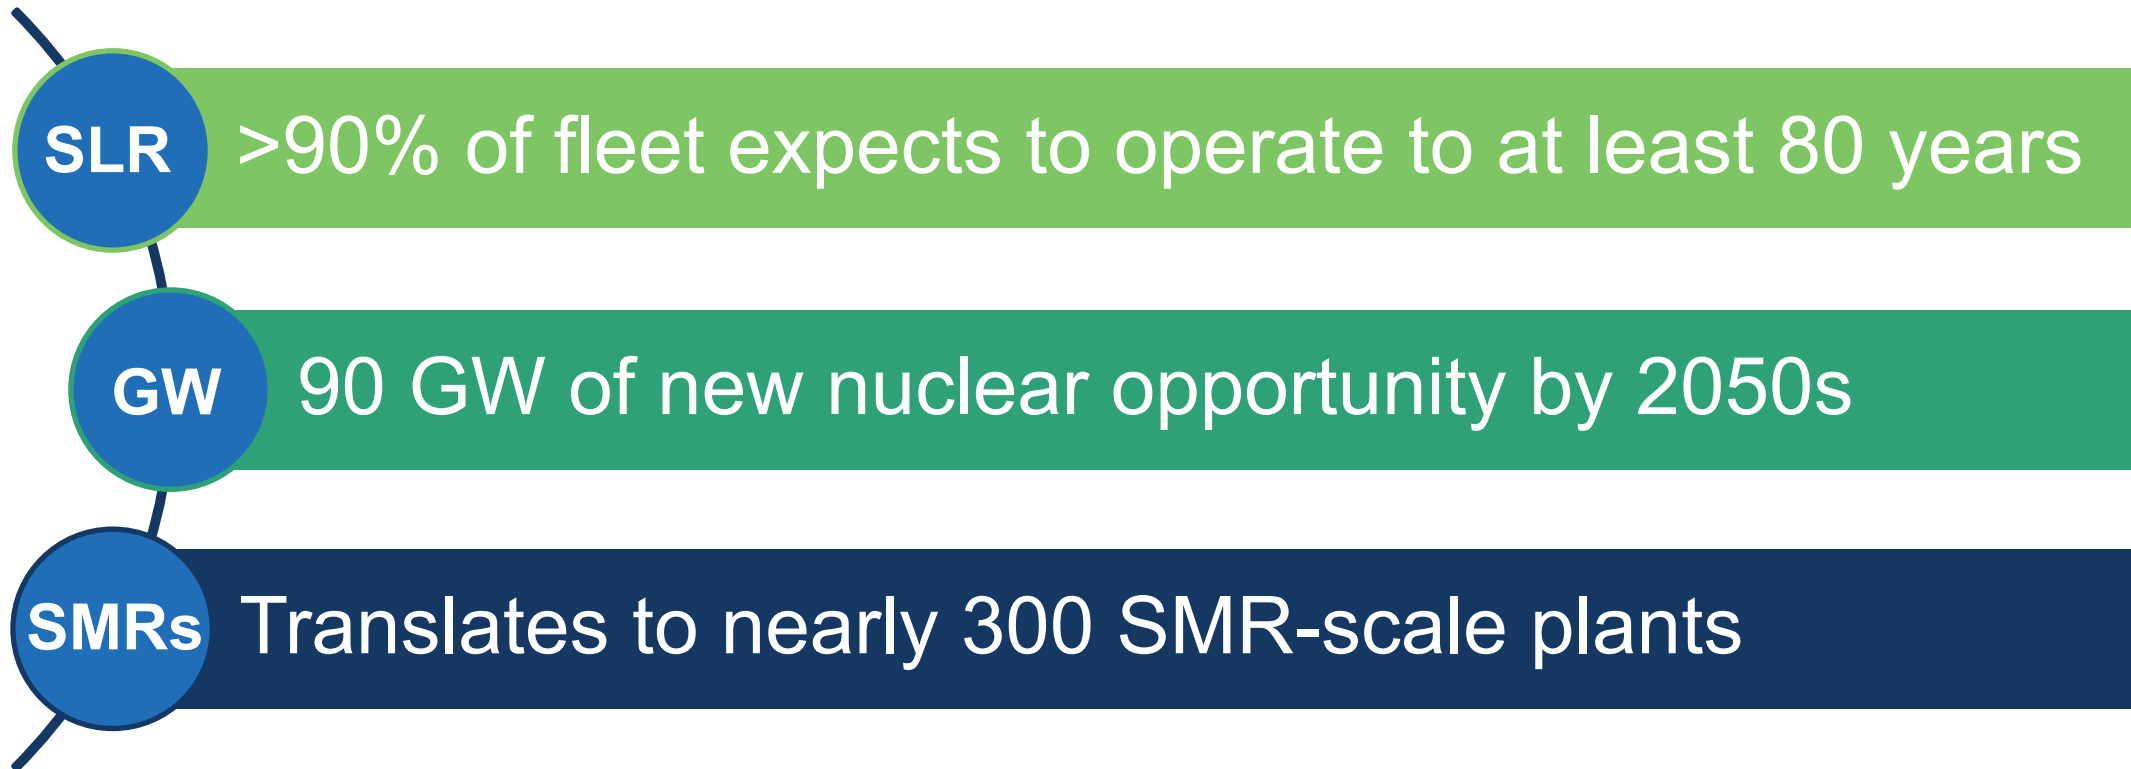 SLR
>90% of fleet expects to operate to at least 80 years
GW
90 GW of new nuclear opportunity by 2050s
SMRs
Translates to nearly 300 SMR-scale plants